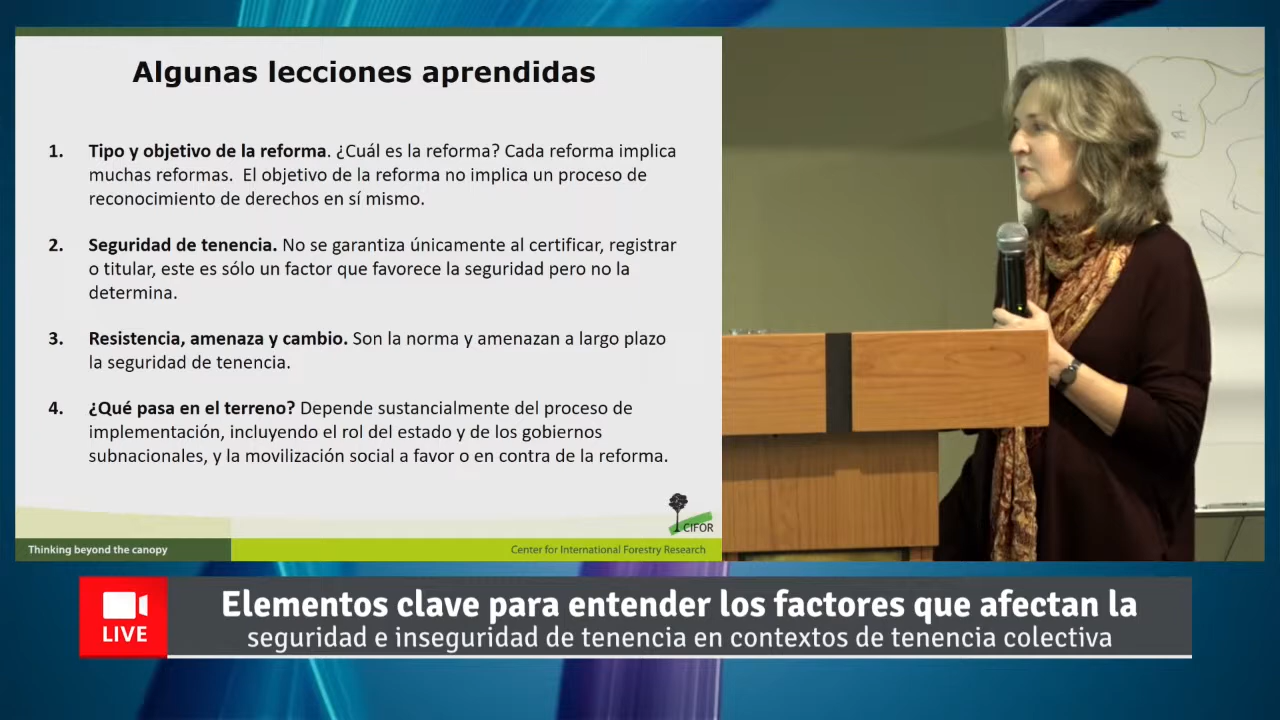 Algunas lecciones aprendidas
1. Tipo y objetivo de la reforma. ¿Cuál es la reforma? Cada reforma implica
muchas reformas. El objetivo de la reforma no implica un proceso de
reconocimiento de derechos en sí mismo.
2. Seguridad de tenencia. No se garantiza únicamente al certificar, registrar
o titular, este es sólo un factor que favorece la seguridad pero no la
determina.
3. Resistencia, amenaza y cambio. Son la norma y amenazan a largo plazo
la seguridad de tenencia.
4. ¿Qué pasa en el terreno? Depende sustancialmente del proceso de
implementación, incluyendo el rol del estado y de los gobiernos
subnacionales, y la movilización social a favor o en contra de la reforma.
CIFOR
Thinking beyond the canopy
Center for International Forestry Research
LIVE
Elementos clave para entender los factores que afectan la
seguridad e inseguridad de tenencia en contextos de tenencia colectiva